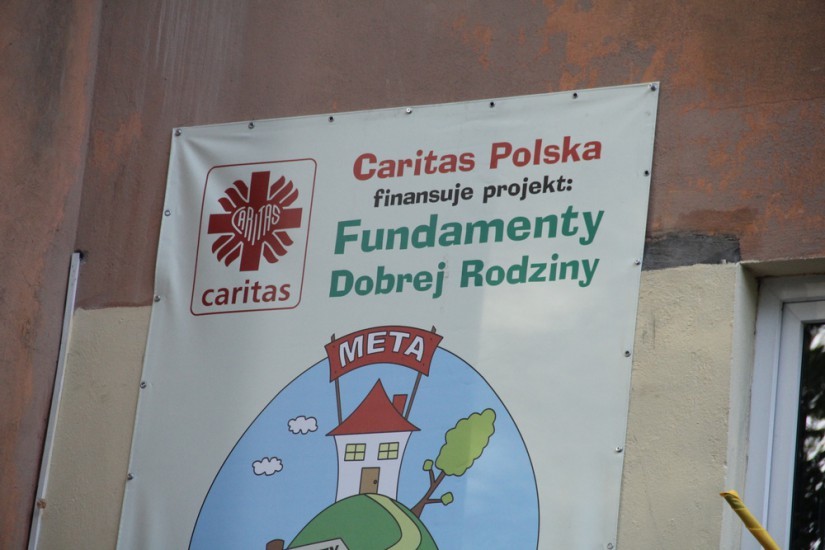 Caritas Polska
finansuje projekt:
Fundamenty
Dobrej Rodziny
CARITAS
caritas
META